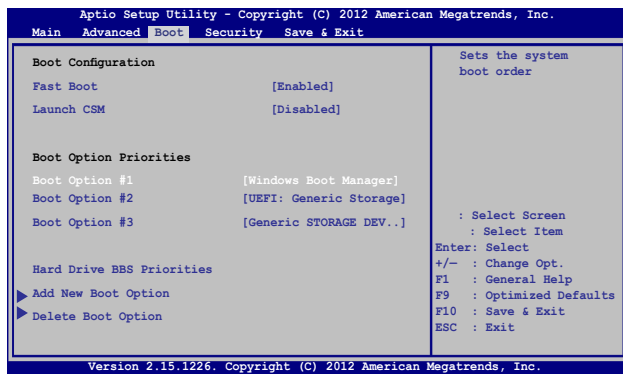 Aptio Setup Utility - Copyright (C) 2012 American Megatrends, Inc.
Main Advanced Boot Security Save & Exit
Boot Configuration
Fast Boot [Enabled]
Launch CSM [Disabled]
Boot Option Priorities
Boot Option #1 [Windows Boot Manager]
Boot Option #2 [UEFI: Generic Storage]
Boot Option #3 [Generic STORAGE DEV..]
Hard Drive BBS Priorities
Add New Boot Option
Delete Boot Option
Sets the system
boot order
: Select Screen
: Select Item
Enter: Select
+/— : Change Opt.
F1 : General Help
F9 : Optimized Defaults
F10 : Save & Exit
ESC : Exit
Version 2.15.1226. Copyright (C) 2012 American Megatrends, Inc.